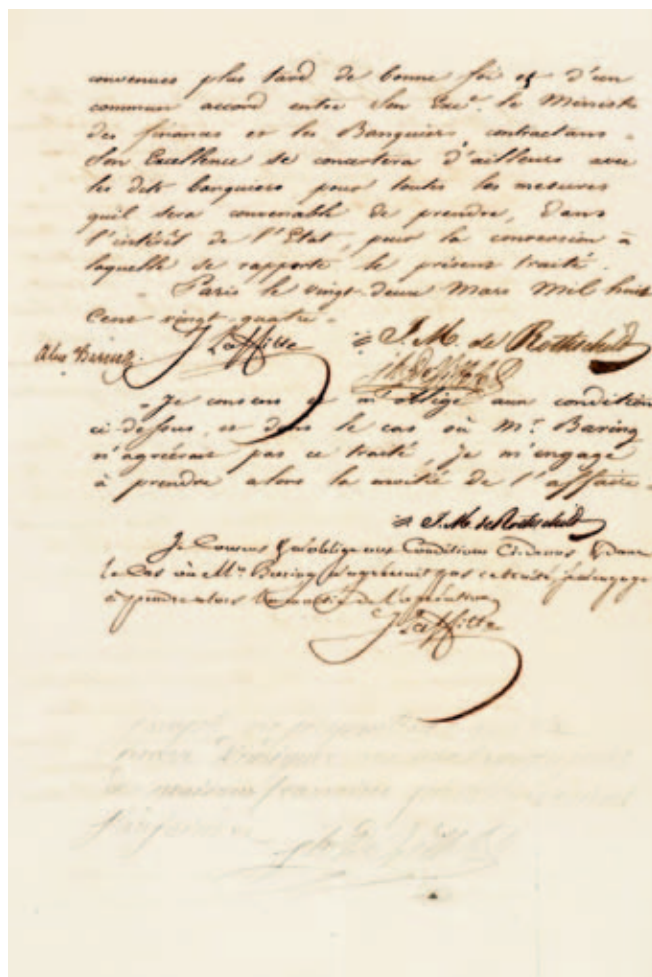 convenues plus tard de bonne foi et d'un
commun accord entre Son Exce. le Ministre
des finances et les Banquiers contractans.
Son Excellence se concertera d'ailleurs avec
les dits banquiers pour toutes les mesures
qu'il sera convenable de prendre, dans
l'intérêt de l'Etat, pour la conversion à
laquelle se rapporte le présent traité.
Paris le vingt-deux Mars Mil huit
Cent vingt-quatre.
J Laffitte
J. M. de Rothschild
Je consens et m'oblige aux conditions
ci-dessus, et dans le cas où Mr. Baring
n'agréerait pas ce traité, je m'engage
à prendre alors la moitié de l'affaire.
J. M. de Rothschild
Je Consens & m'oblige aux Conditions Ci-dessus & dans
le Cas où Mr. Baring n'agréerait pas ce traité, je m'engage
à prendre alors la moitié de l'opération
J Laffitte